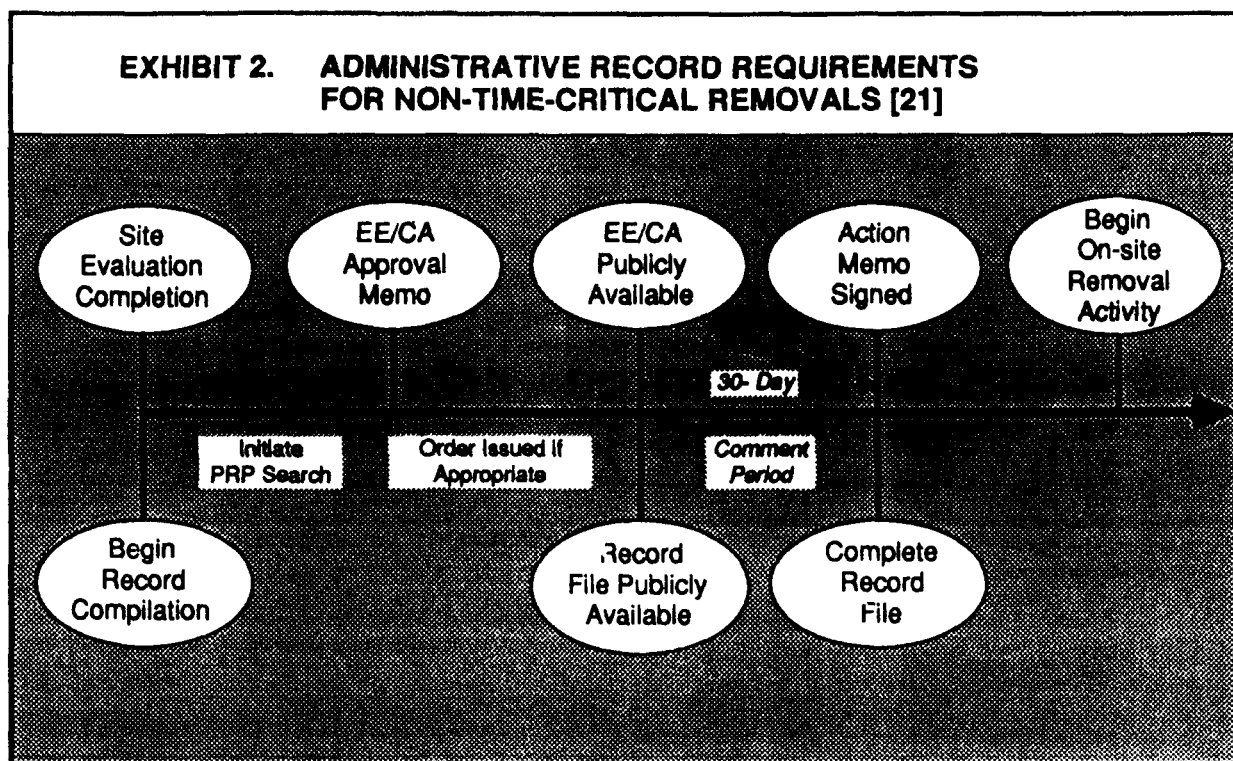 EXHIBIT 2. ADMINISTRATIVE RECORD REQUIREMENTS
FOR NON-TIME-CRITICAL REMOVALS [21]
Site
Evaluation
Completion
EE/CA
Approval
Memo
EE/CA
Publicly
Available
Action
Memo
Signed
Begin
On-site
Removal
Activity
30- Day
Initiate
PRP Search
Order Issued if
Appropriate
Comment
Period
Begin
Record
Compilation
Record
File Publicly
Available
Complete
Record
File